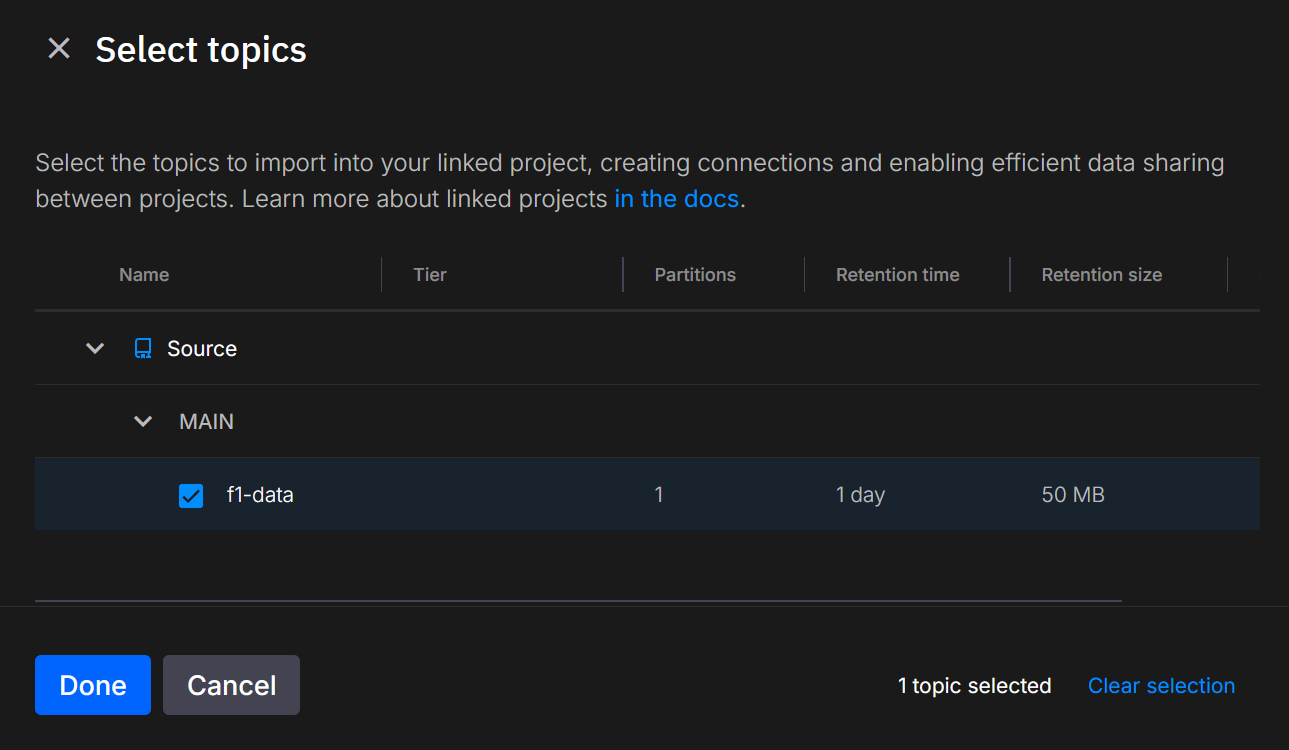 Select topics
Select the topics to import into your linked project, creating connections and enabling efficient data sharing
between projects. Learn more about linked projects in the docs.
Name Tier Partitions Retention time Retention size
Source
MAIN
f1-data 1 1 day 50 MB
Done Cancel 1 topic selected Clear selection